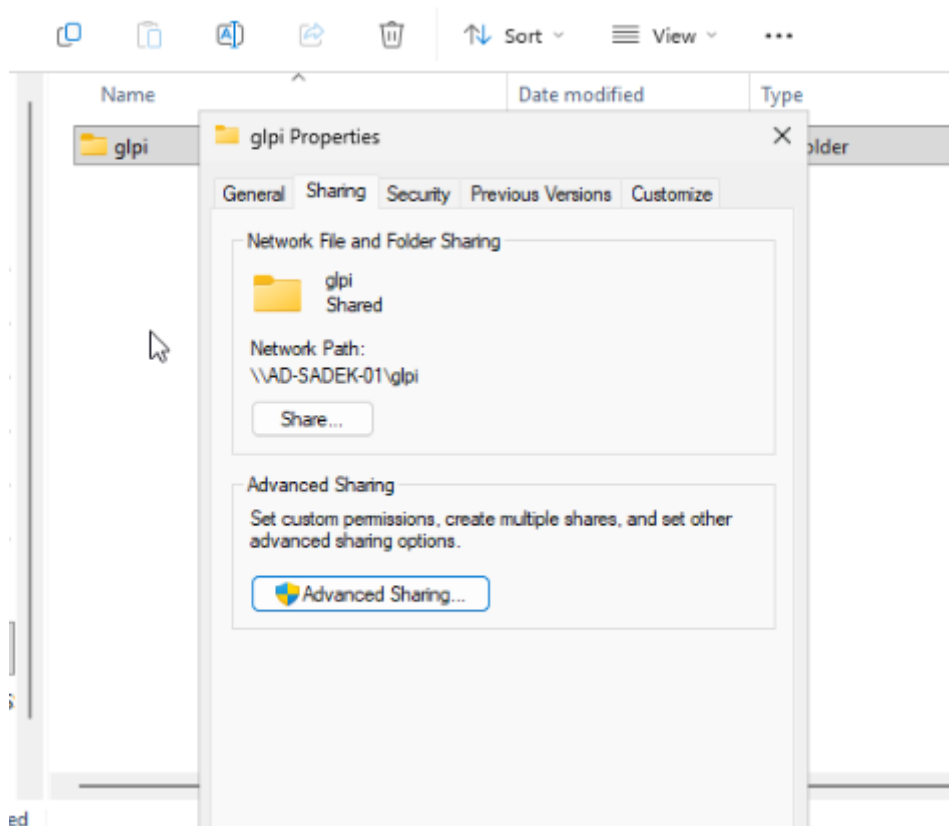 Sort
View
Name
Date modified
Type
glpi
glpi Properties
General
Sharing
Security
Previous Versions
Customize
Network File and Folder Sharing
glpi
Shared
Network Path:
\\AD-SADEK-01\glpi
Share...
Advanced Sharing
Set custom permissions, create multiple shares, and set other
advanced sharing options.
Advanced Sharing...